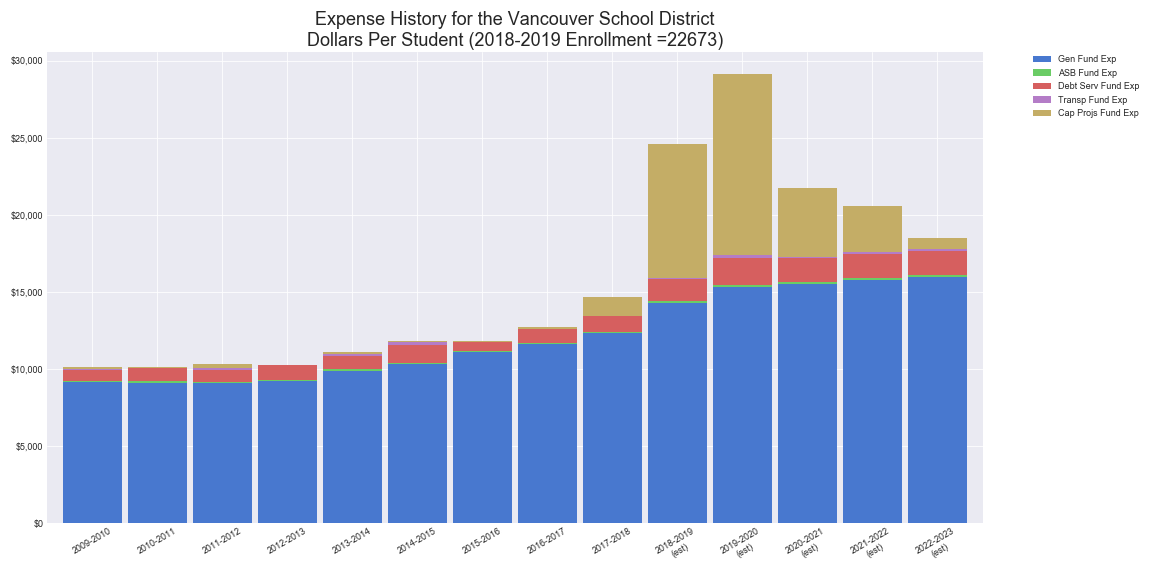 Expense History for the Vancouver School District
Dollars Per Student (2018-2019 Enrollment =22673)
$30,000
$25,000
$20,000
$15,000
$10,000
$5,000
$0
Gen Fund Exp
ASB Fund Exp
Debt Serv Fund Exp
Transp Fund Exp
Cap Projs Fund Exp
2009-2010
2010-2011
2011-2012
2012-2013
2013-2014
2014-2015
2015-2016
2016-2017
2017-2018
2018-2019
(est)
2019-2020
(est)
2020-2021
(est)
2021-2022
(est)
2022-2023
(est)